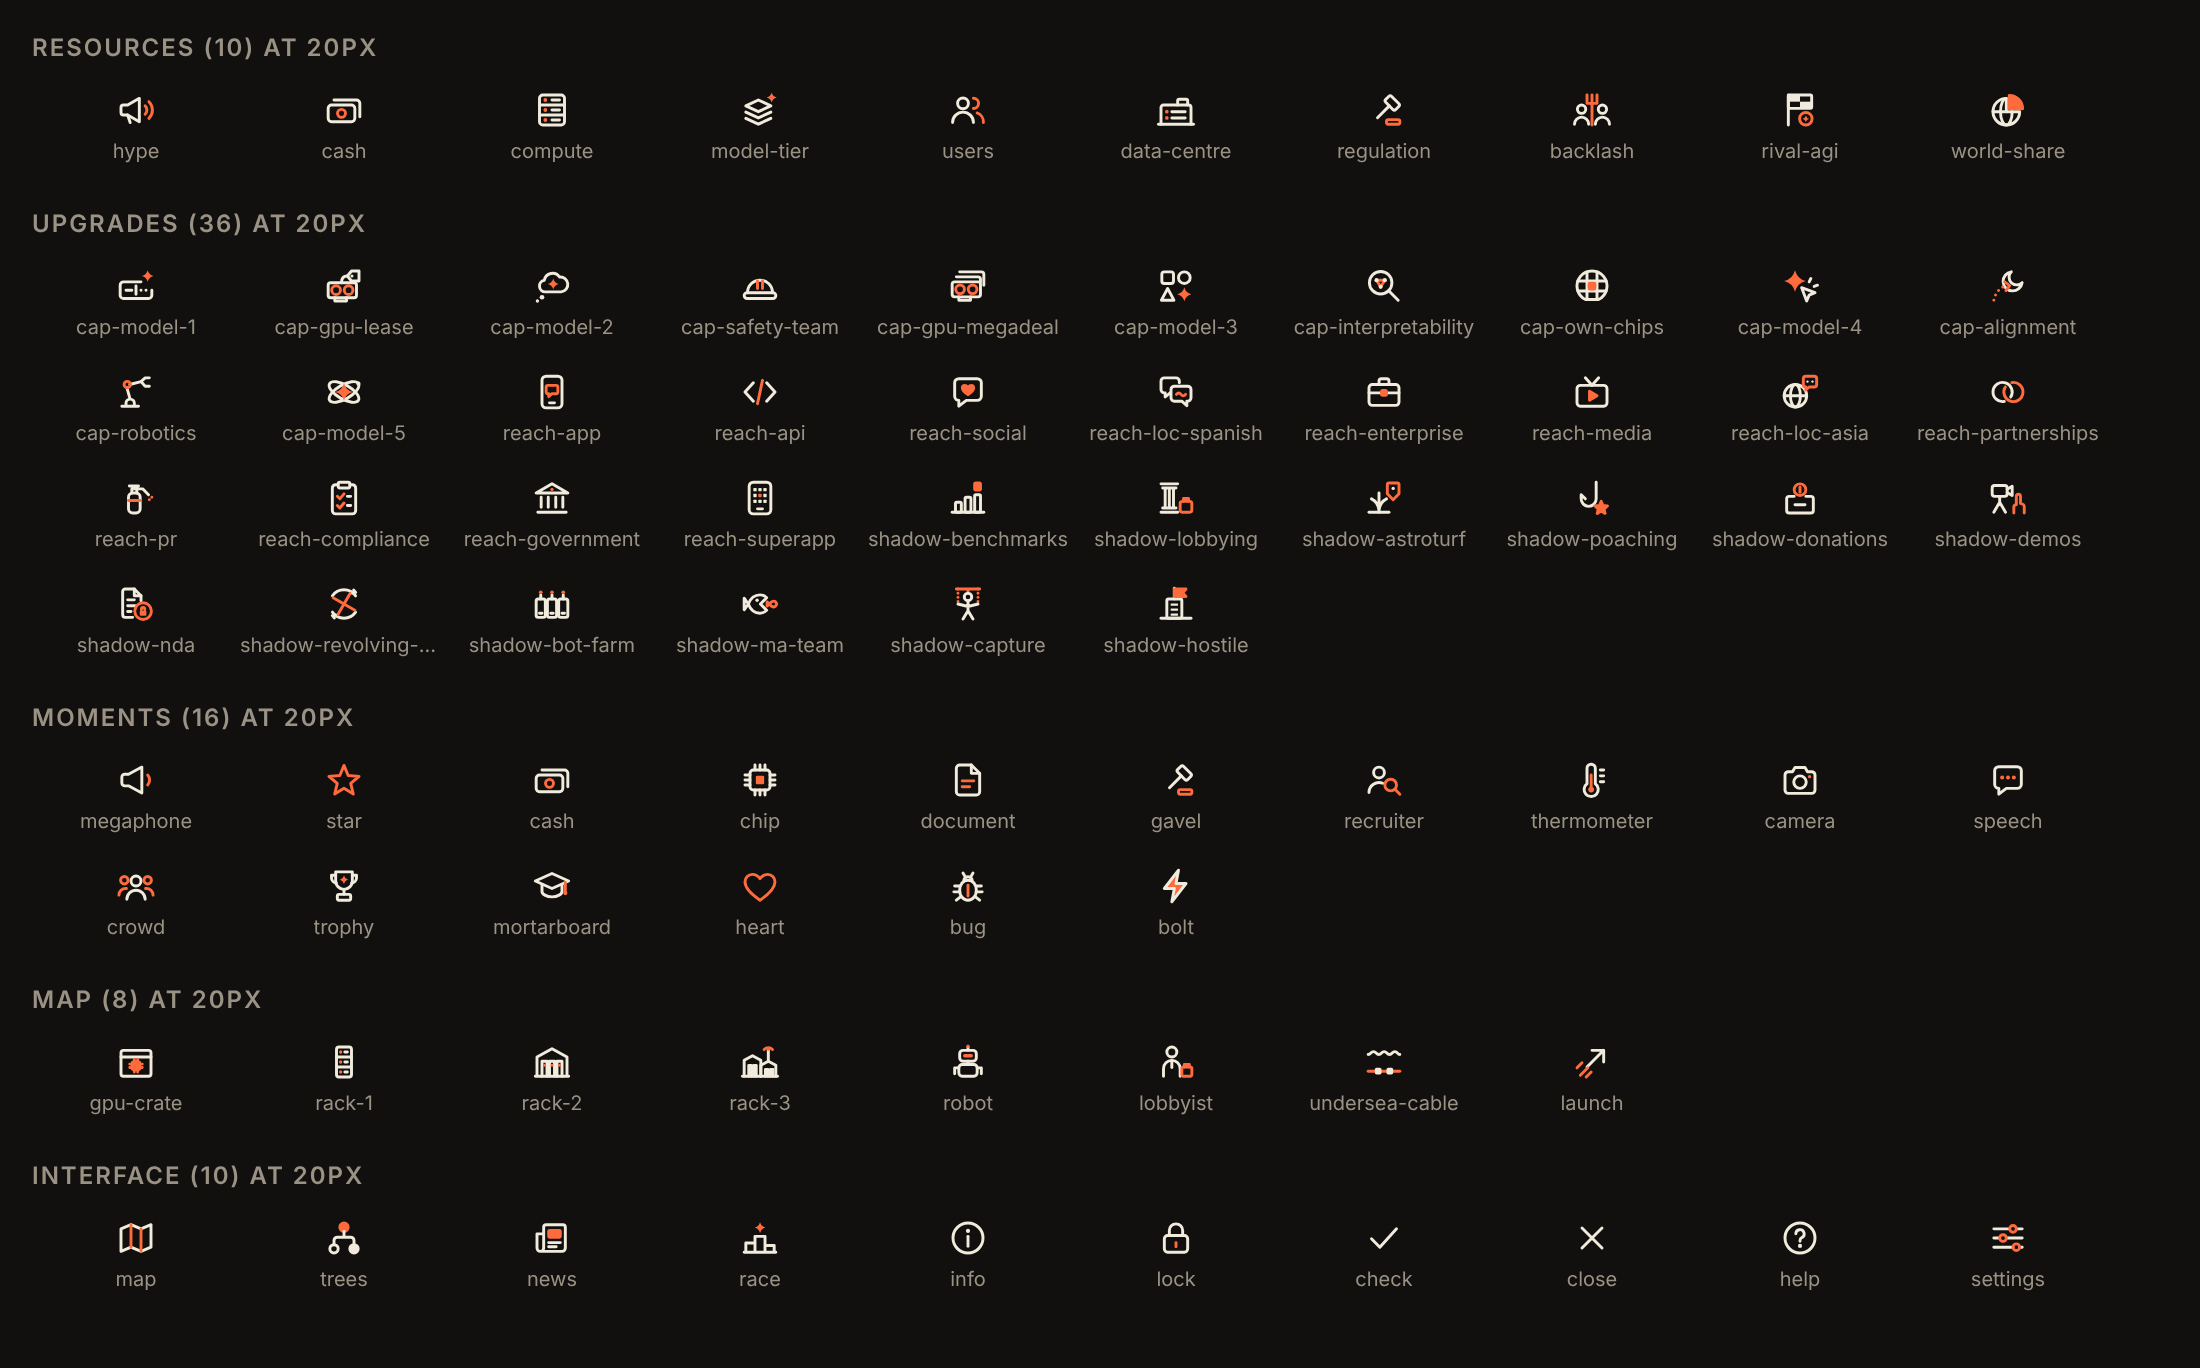 RESOURCES (10) AT 20PX
hype cash compute model-tier users data-centre regulation backlash rival-agi world-share
UPGRADES (36) AT 20PX
cap-model-1 cap-gpu-lease cap-model-2 cap-safety-team cap-gpu-megadeal cap-model-3 cap-interpretability cap-own-chips cap-model-4 cap-alignment
cap-robotics cap-model-5 reach-app reach-api reach-social reach-loc-spanish reach-enterprise reach-media reach-loc-asia reach-partnerships
reach-pr reach-compliance reach-government reach-superapp shadow-benchmarks shadow-lobbying shadow-astroturf shadow-poaching shadow-donations shadow-demos
shadow-nda shadow-revolving-... shadow-bot-farm shadow-ma-team shadow-capture shadow-hostile
MOMENTS (16) AT 20PX
megaphone star cash chip document gavel recruiter thermometer camera speech
crowd trophy mortarboard heart bug bolt
MAP (8) AT 20PX
gpu-crate rack-1 rack-2 rack-3 robot lobbyist undersea-cable launch
INTERFACE (10) AT 20PX
map trees news race info lock check close help settings